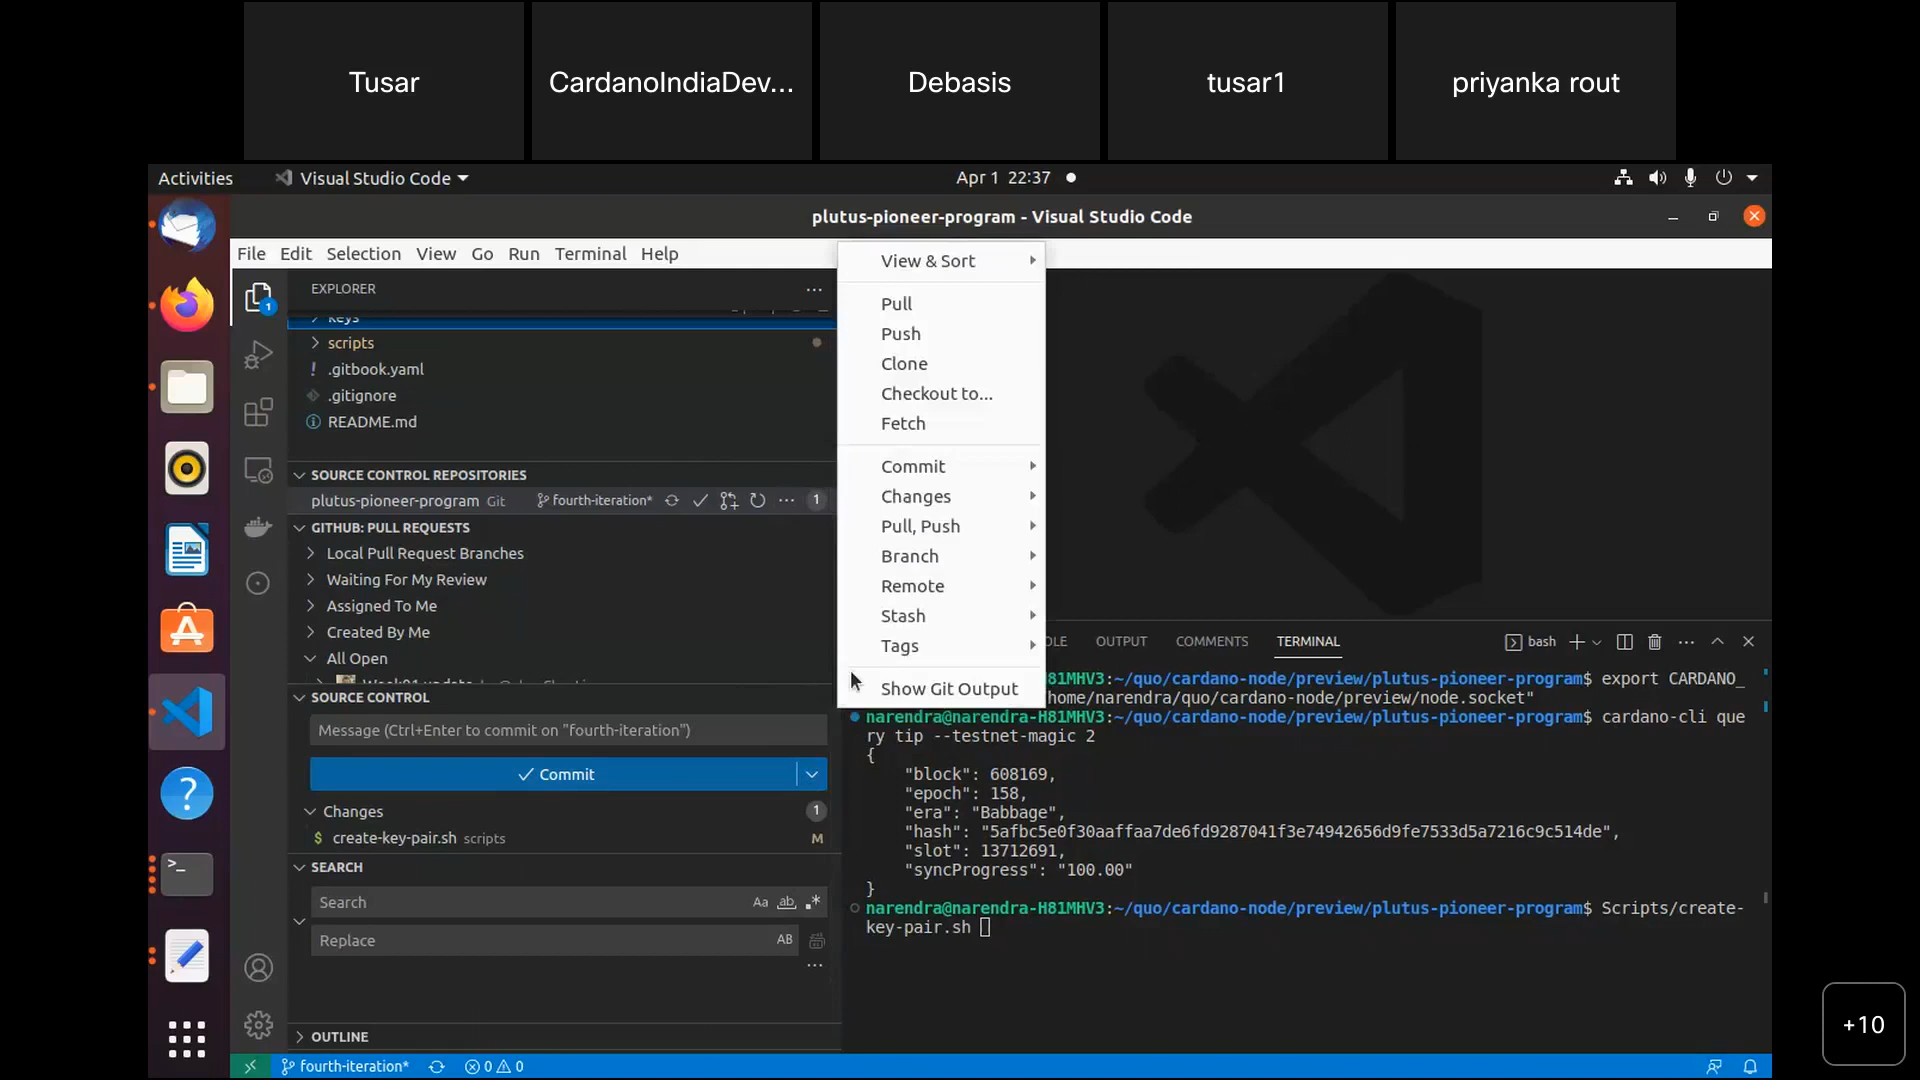 Tusar
CardanoIndiaDev...
Debasis
tusar1
priyanka rout
Activities
Visual Studio Code
Apr 1 22:37
plutus-pioneer-program - Visual Studio Code
File Edit Selection View Go Run Terminal Help
EXPLORER
keys
scripts
.gitbook.yaml
.gitignore
README.md
SOURCE CONTROL REPOSITORIES
plutus-pioneer-program Git fourth-iteration* 1
GITHUB: PULL REQUESTS
Local Pull Request Branches
Waiting For My Review
Assigned To Me
Created By Me
All Open
SOURCE CONTROL
Message (Ctrl+Enter to commit on "fourth-iteration")
Commit
Changes 1
$ create-key-pair.sh scripts M
SEARCH
Search Aa ab
Replace AB
OUTLINE
fourth-iteration* 0 0
View & Sort
Pull
Push
Clone
Checkout to...
Fetch
Commit
Changes
Pull, Push
Branch
Remote
Stash
Tags
Show Git Output
OLE OUTPUT COMMENTS TERMINAL bash
H81MHV3:~/quo/cardano-node/preview/plutus-pioneer-program$ export CARDANO_
home/narendra/quo/cardano-node/preview/node.socket"
narendra@narendra-H81MHV3:~/quo/cardano-node/preview/plutus-pioneer-program$ cardano-cli que
ry tip --testnet-magic 2
{
"block": 608169,
"epoch": 158,
"era": "Babbage",
"hash": "5afbc5e0f30aaffaa7de6fd9287041f3e74942656d9fe7533d5a7216c9c514de",
"slot": 13712691,
"syncProgress": "100.00"
}
narendra@narendra-H81MHV3:~/quo/cardano-node/preview/plutus-pioneer-program$ Scripts/create-
key-pair.sh
+10